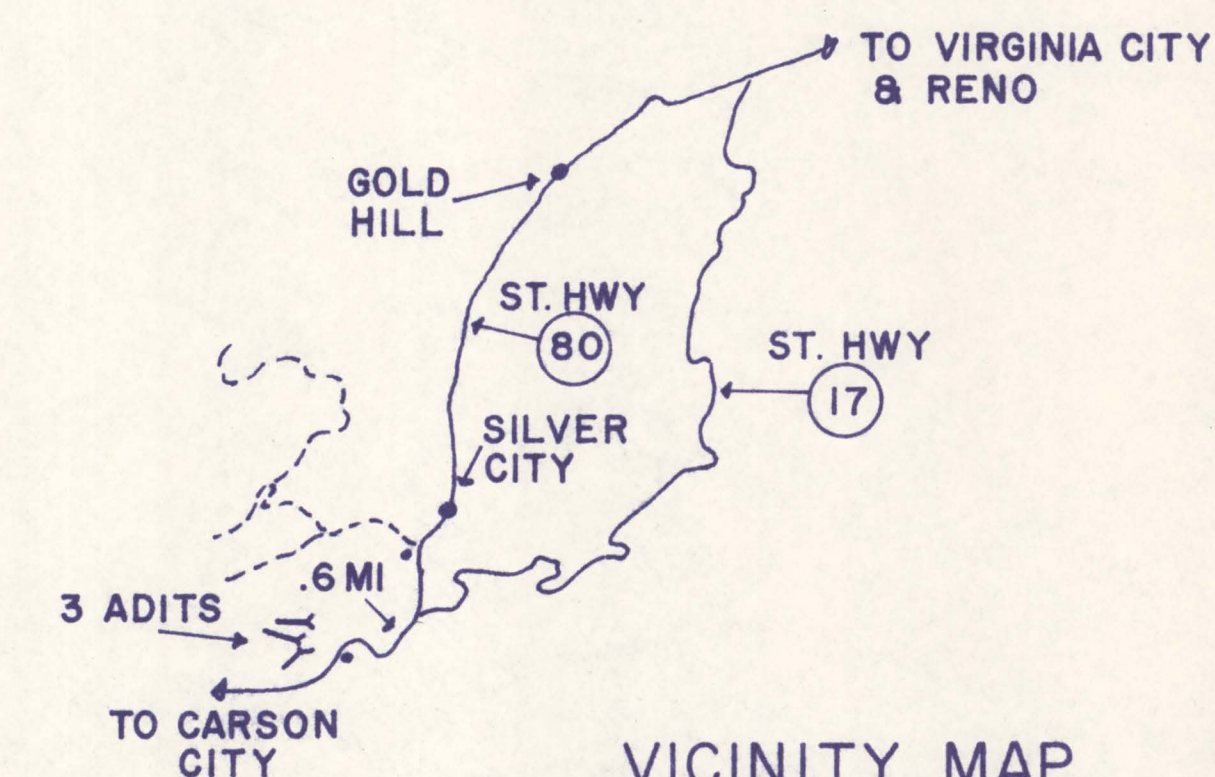 TO VIRGINIA CITY
& RENO
GOLD
HILL
ST. HWY
80
ST. HWY
17
SILVER
CITY
.6 MI
3 ADITS
TO CARSON
CITY
VICINITY MAP